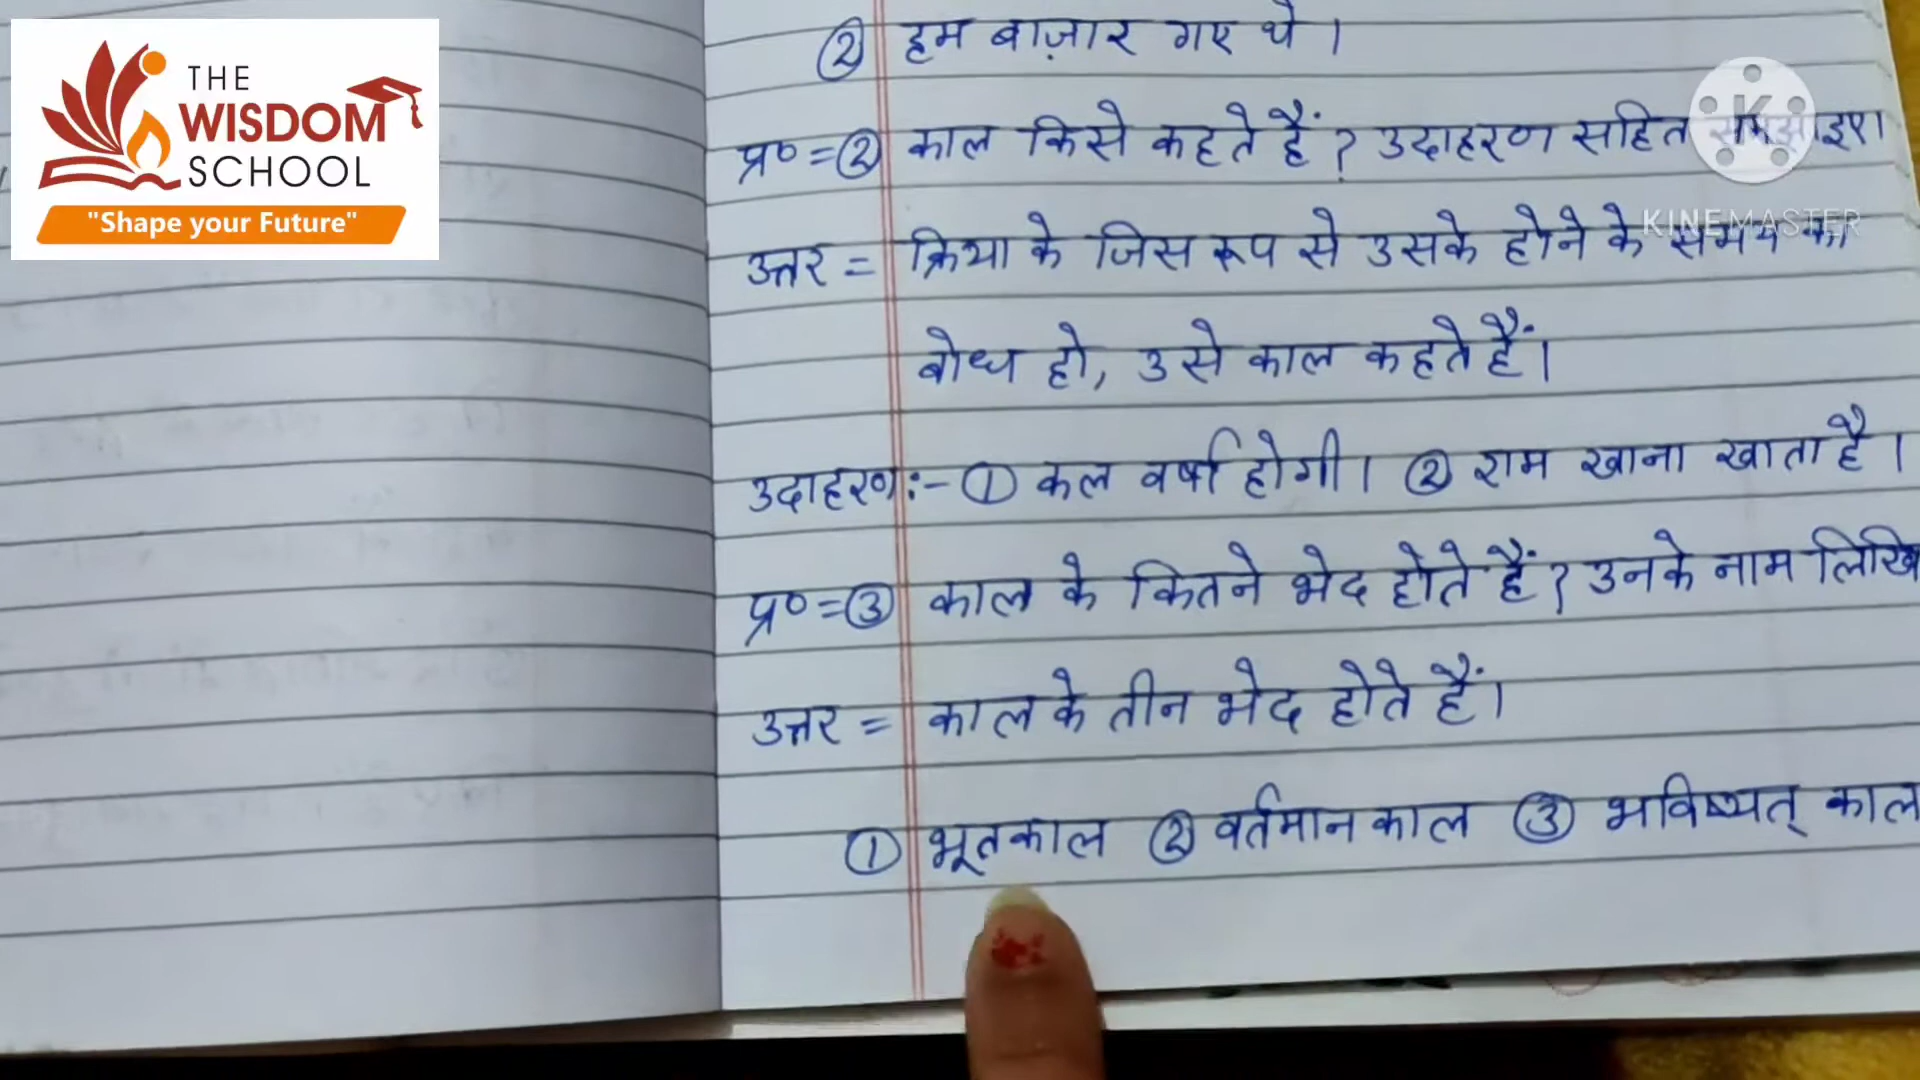 THE
WISDOM
SCHOOL
"Shape your Future"
② हम बाज़ार गए थे।
प्र॰=② काल किसे कहते हैं? उदाहरण सहित समझाइए।
KINEMASTER
उत्तर = क्रिया के जिस रूप से उसके होने के समय का
बोध हो, उसे काल कहते हैं।
उदाहरण:- ① कल वर्षा होगी। ② राम खाना खाता है।
प्र॰=③ काल के कितने भेद होते हैं? उनके नाम लिखि
उत्तर = काल के तीन भेद होते हैं।
① भूतकाल ② वर्तमान काल ③ भविष्यत् काल